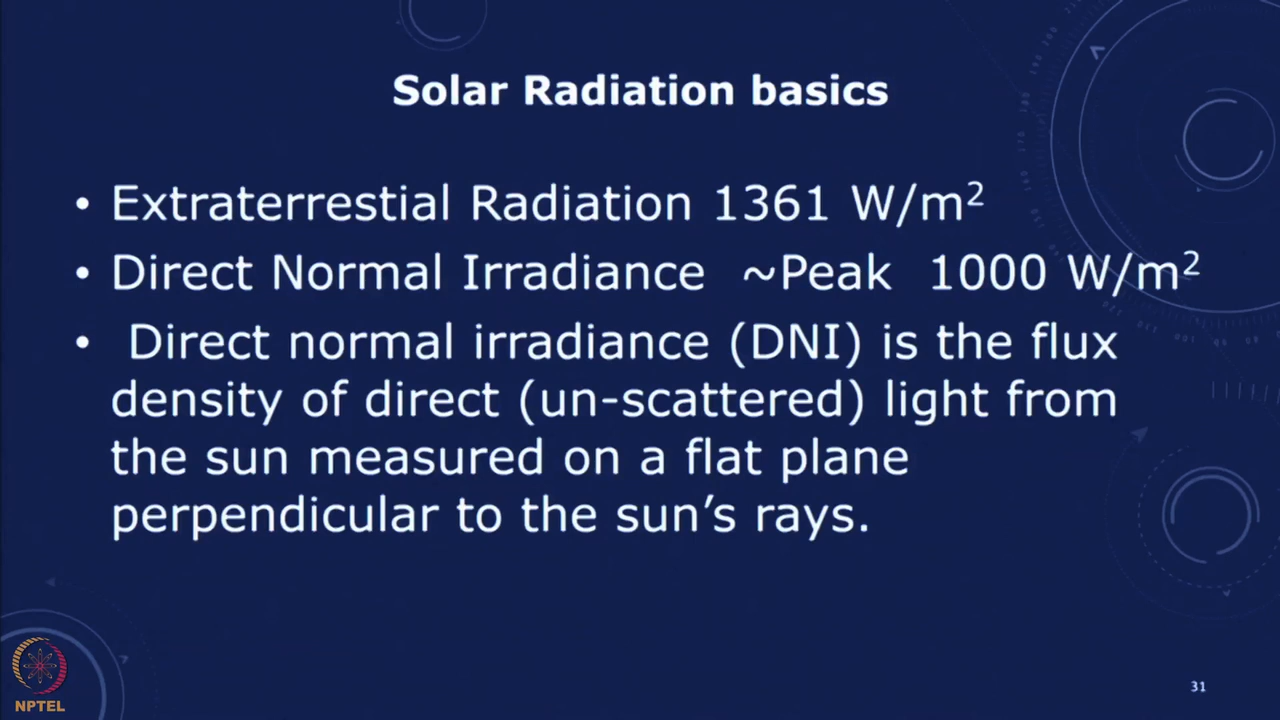 Solar Radiation basics
• Extraterrestial Radiation 1361 W/m²
• Direct Normal Irradiance ~Peak 1000 W/m²
• Direct normal irradiance (DNI) is the flux
density of direct (un-scattered) light from
the sun measured on a flat plane
perpendicular to the sun’s rays.
NPTEL
31